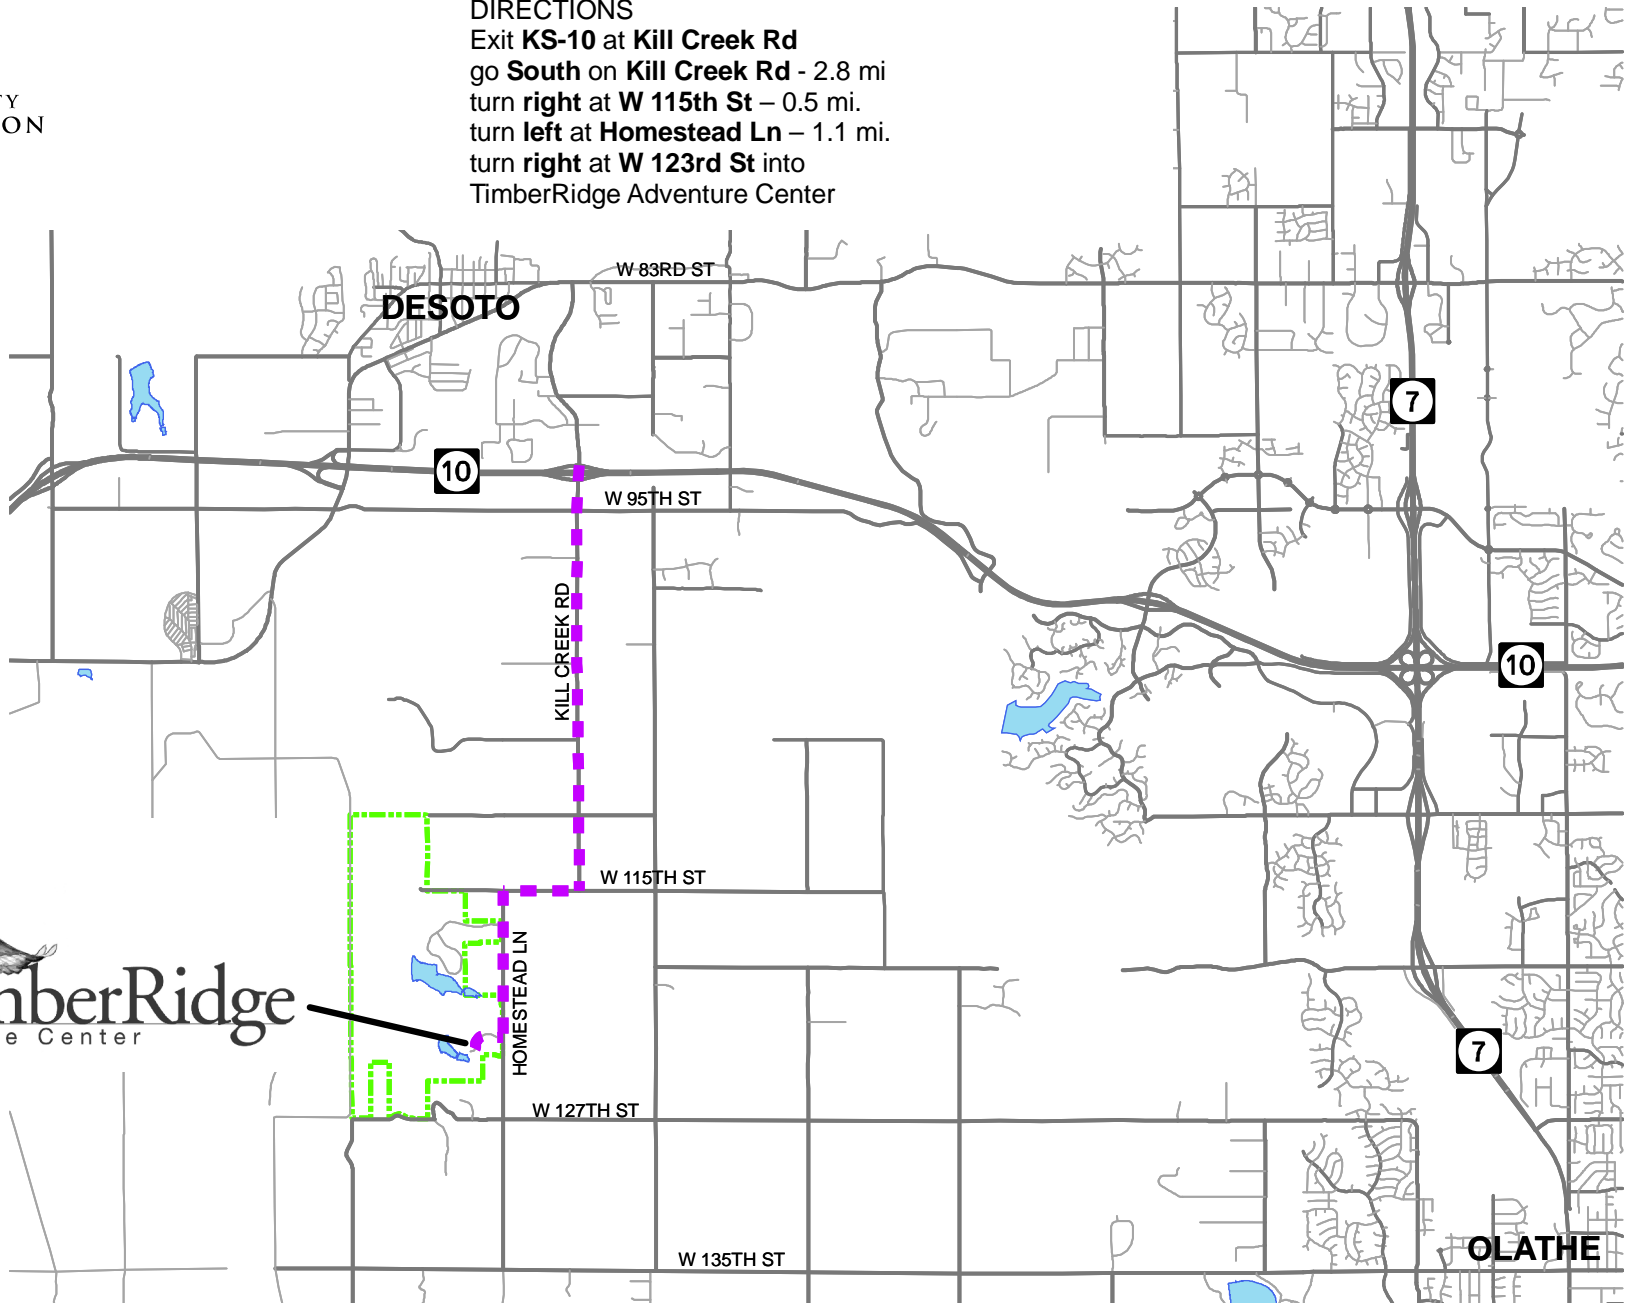 DIRECTIONS
Exit KS-10 at Kill Creek Rd
go South on Kill Creek Rd - 2.8 mi
turn right at W 115th St – 0.5 mi.
turn left at Homestead Ln – 1.1 mi.
turn right at W 123rd St into
TimberRidge Adventure Center
TY
ON
W 83RD ST
DESOTO
7
10
W 95TH ST
KILL CREEK RD
10
W 115TH ST
HOMESTEAD LN
mberRidge
e Center
7
W 127TH ST
OLATHE
W 135TH ST